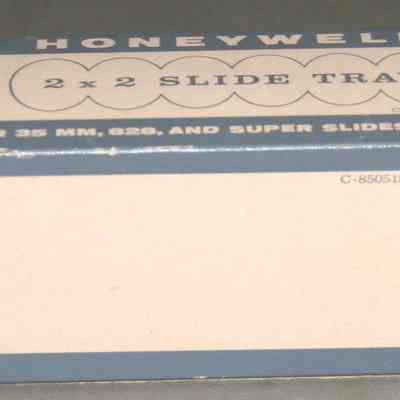 HONEYWELL
2 x 2 SLIDE TRA
35 MM, 828, AND SUPER SLIDES
C-85051